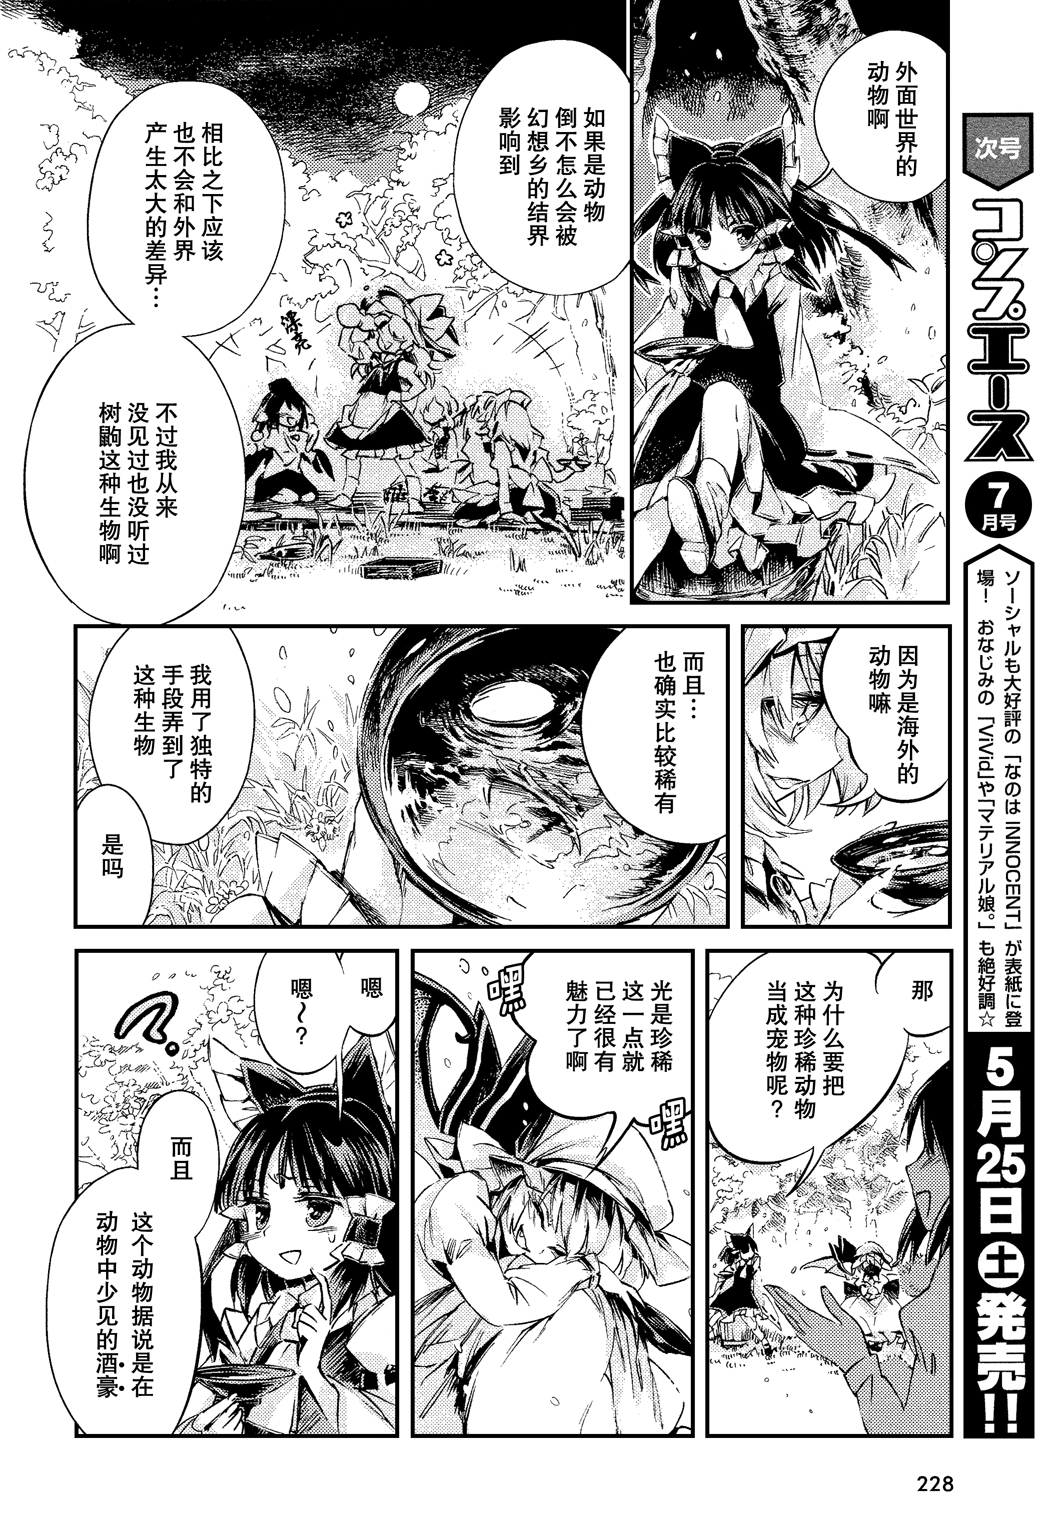 外面世界的
动物啊
如果是动物
倒不怎么会被
幻想乡的结界
影响到
相比之下应该
也不会和外界
产生太大的差异…
漂亮
不过我从来
没见过也没听过
树鼩这种生物啊
因为是海外的
动物嘛
而且…
也确实比较稀有
我用了独特的
手段弄到了
这种生物
是吗
那
为什么要把
这种珍稀动物
当成宠物呢？
光是珍稀
这一点就
已经很有
魅力了啊
嘿
嘿
嗯
嗯～？
？
而且
这个动物据说是在
动物中少见的酒豪
次号
コンプエース
7
月号
ソーシャルも大好評の「なのは INNOCENT」が表紙に登
場！ おなじみの「ViVid」や「マテリアル娘。」も絶好調☆
5月25日㊏発売!!
228